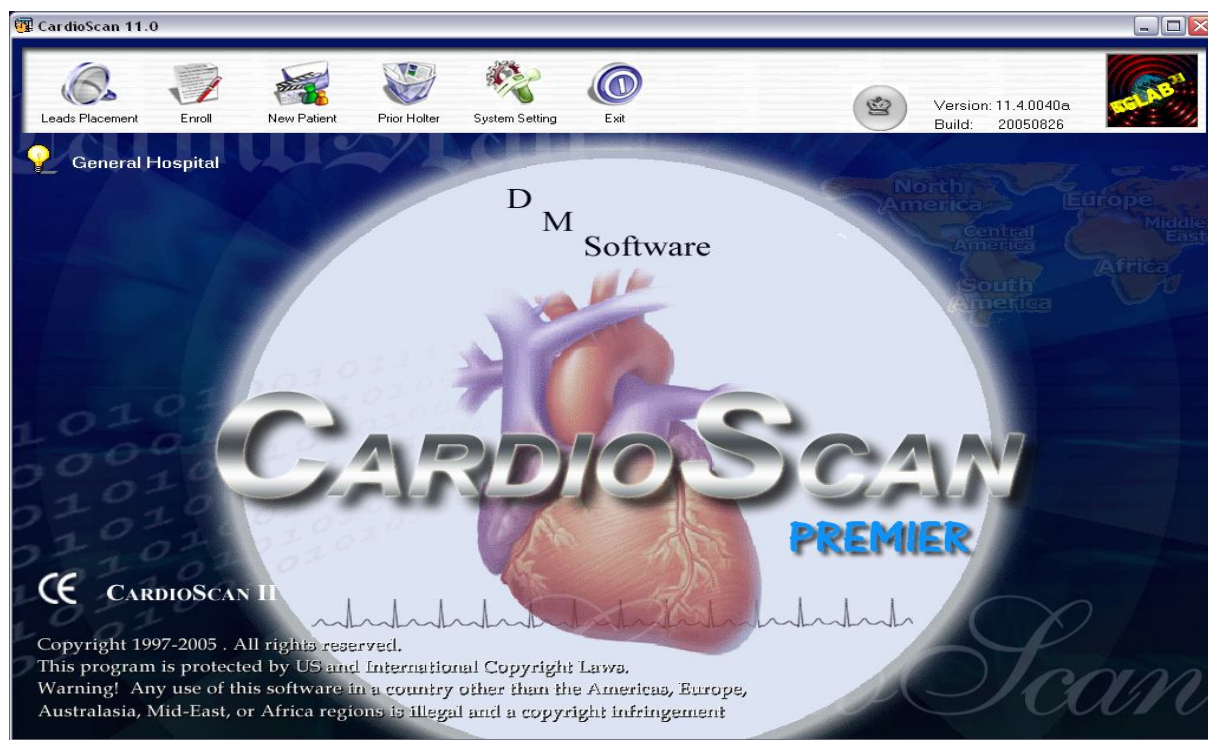 CardioScan 11.0
Leads Placement Enroll New Patient Prior Holter System Setting Exit
Version: 11.4.0040a
Build: 20050826
General Hospital
D
M
Software
North
America
Europe
Middle
East
Central
America
Africa
South
America
CARDIOSCAN
PREMIER
CE CARDIOSCAN II
Copyright 1997-2005 . All rights reserved.
This program is protected by US and International Copyright Laws.
Warning! Any use of this software in a country other than the Americas, Europe,
Australasia, Mid-East, or Africa regions is illegal and a copyright infringement
Scan